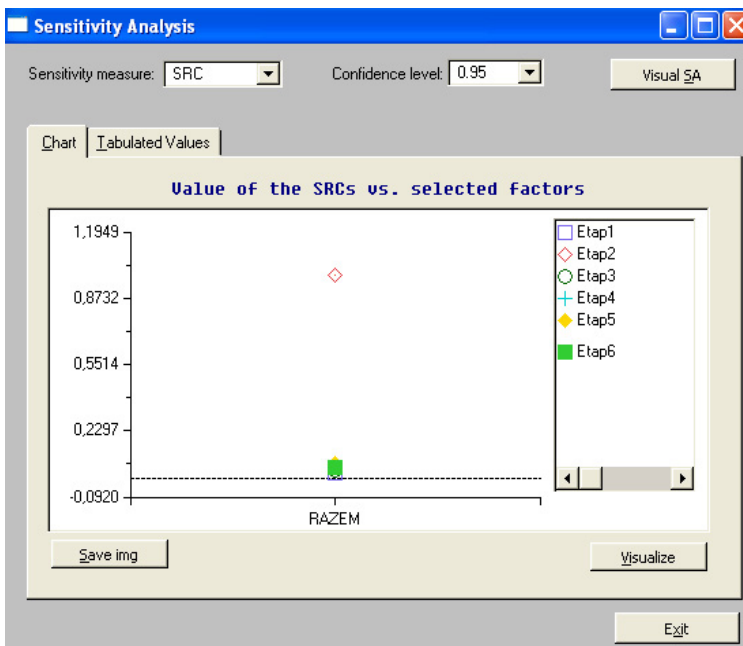 Sensitivity Analysis
Sensitivity measure: SRC Confidence level: 0.95 Visual SA
Chart Tabulated Values
Value of the SRCs vs. selected factors
1,1949
0,8732
0,5514
0,2297
-0,0920
RAZEM
Etap1
Etap2
Etap3
Etap4
Etap5
Etap6
Save img Visualize
Exit